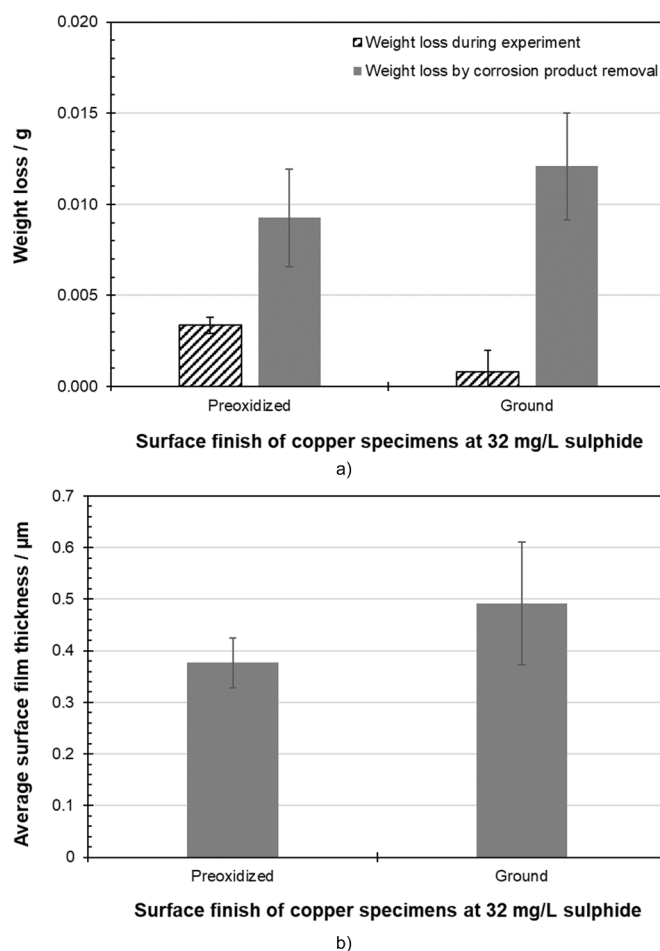 0.020
Weight loss during experiment
Weight loss by corrosion product removal
0.015
0.010
0.005
0.000
Weight loss / g
Preoxidized Ground
Surface finish of copper specimens at 32 mg/L sulphide
a)
0.7
0.6
0.5
0.4
0.3
0.2
0.1
0
Average surface film thickness / µm
Preoxidized Ground
Surface finish of copper specimens at 32 mg/L sulphide
b)